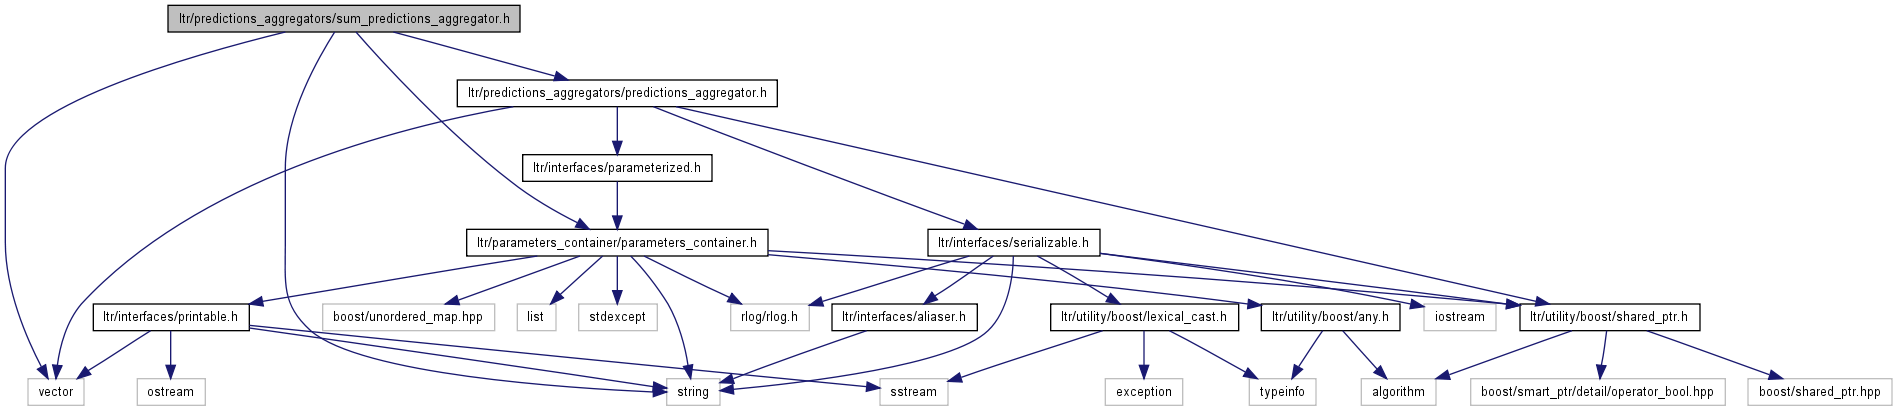 ltr/predictions_aggregators/sum_predictions_aggregator.h
ltr/predictions_aggregators/predictions_aggregator.h
ltr/interfaces/parameterized.h
ltr/parameters_container/parameters_container.h
ltr/interfaces/serializable.h
ltr/interfaces/printable.h
boost/unordered_map.hpp
list
stdexcept
rlog/rlog.h
ltr/interfaces/aliaser.h
ltr/utility/boost/lexical_cast.h
ltr/utility/boost/any.h
iostream
ltr/utility/boost/shared_ptr.h
vector
ostream
string
sstream
exception
typeinfo
algorithm
boost/smart_ptr/detail/operator_bool.hpp
boost/shared_ptr.hpp